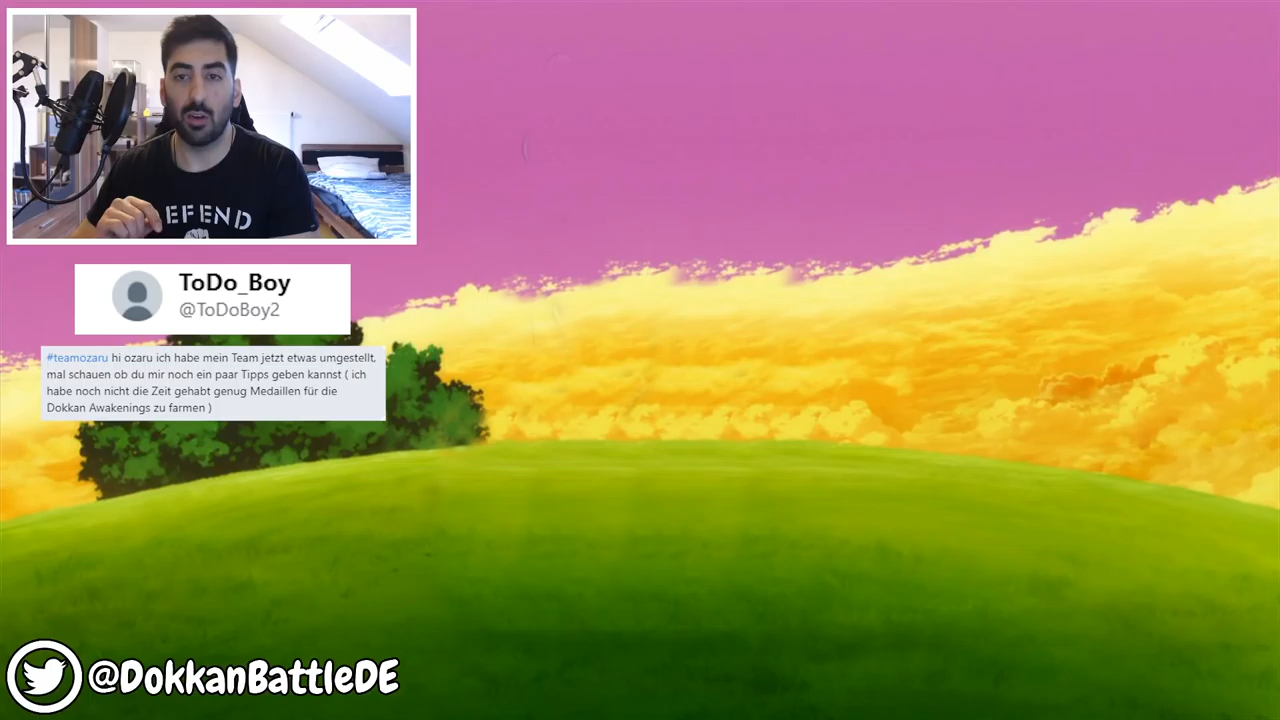 EFEND
ToDo_Boy
@ToDoBoy2
#teamozaru hi ozaru ich habe mein Team jetzt etwas umgestellt,
mal schauen ob du mir noch ein paar Tipps geben kannst ( ich
habe noch nicht die Zeit gehabt genug Medaillen für die
Dokkan Awakenings zu farmen )
@DokkanBattleDE